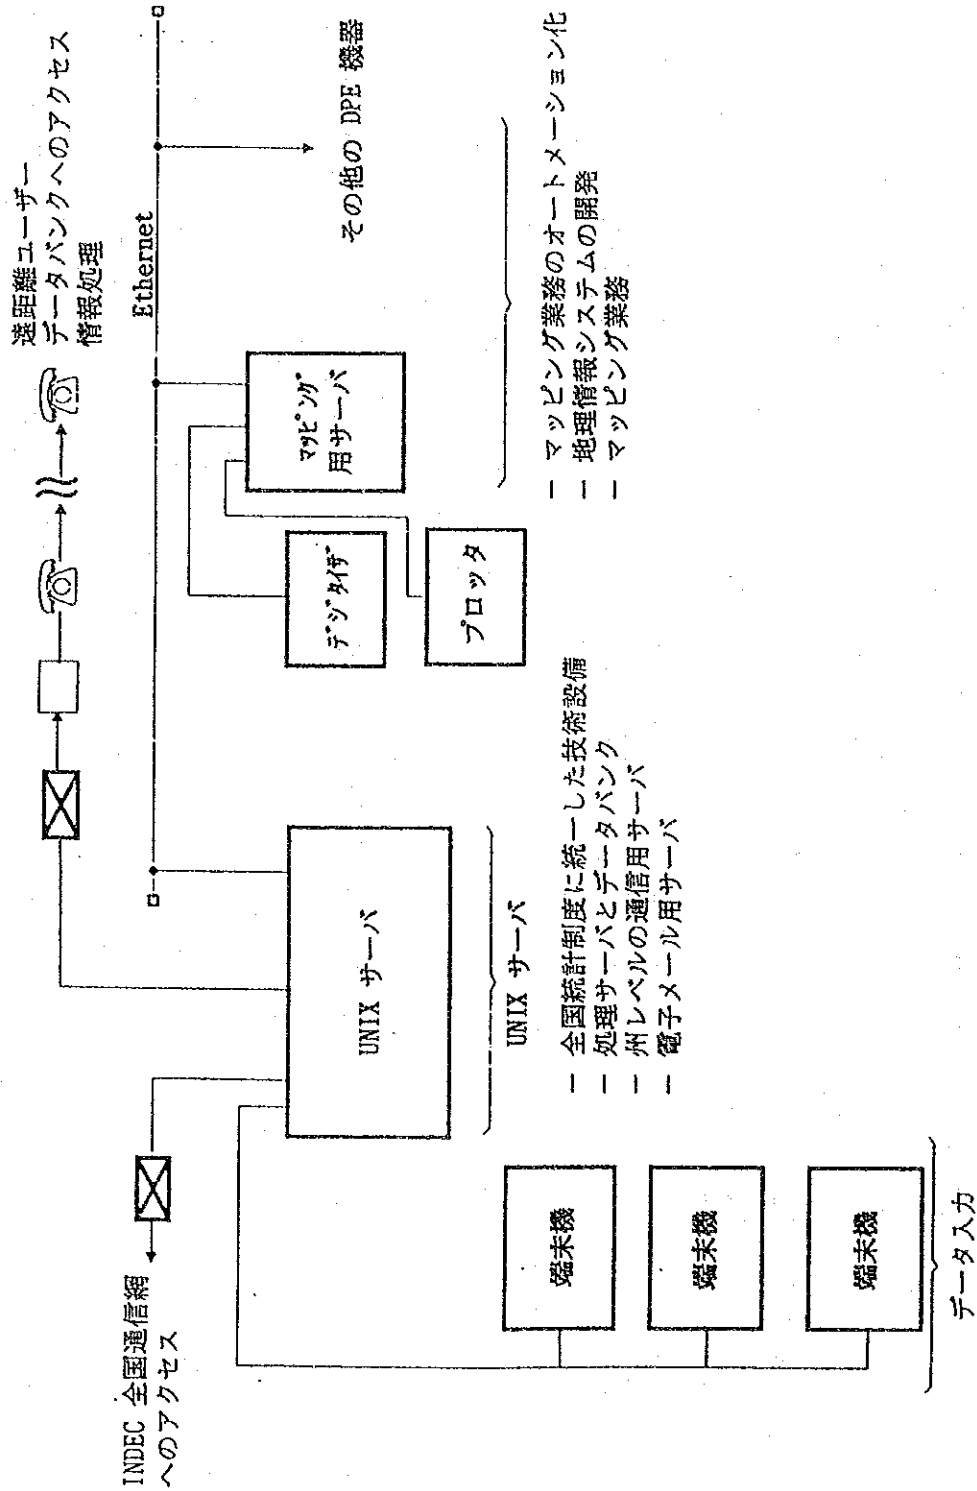 遠距離ユーザー
データバンクへのアクセス
情報処理
Ethernet
INDEC 全国通信網
へのアクセス
UNIX サーバ
マッピング
用サーバ
その他の DPE 機器
デジタイザ
プロッタ
UNIX サーバ
－ 全国統計制度に統一した技術設備
－ 処理サーバとデータバンク
－ 州レベルの通信用サーバ
－ 電子メール用サーバ
－ マッピング業務のオートメーション化
－ 地理情報システムの開発
－ マッピング業務
端末機
端末機
端末機
データ入力